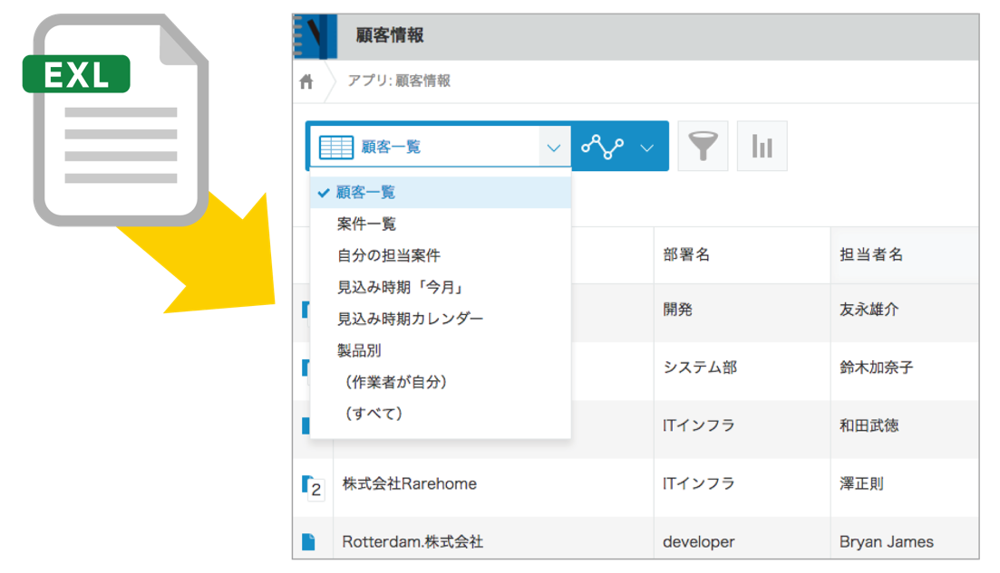 EXL
顧客情報
アプリ: 顧客情報
顧客一覧
顧客一覧
案件一覧
自分の担当案件
見込み時期「今月」
見込み時期カレンダー
製品別
(作業者が自分)
(すべて)
部署名 担当者名
開発 友永雄介
システム部 鈴木加奈子
ITインフラ 和田武徳
2 株式会社Rarehome ITインフラ 澤正則
Rotterdam.株式会社 developer Bryan James